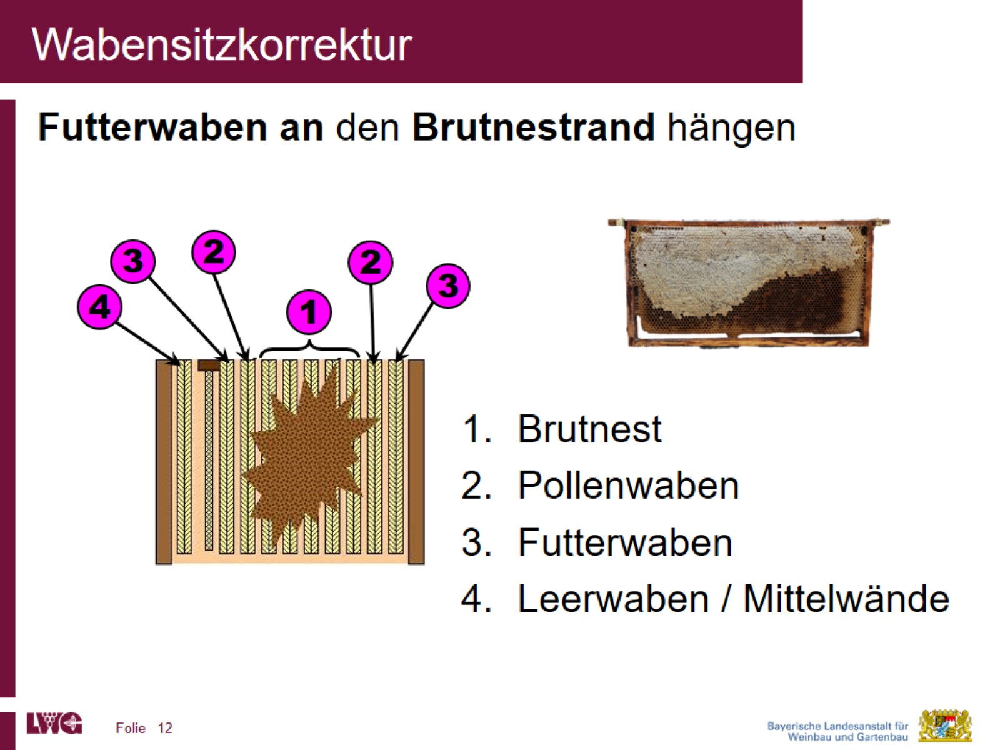 Wabensitzkorrektur
Futterwaben an den Brutnestrand hängen
3
2
2
3
4
1
1. Brutnest
2. Pollenwaben
3. Futterwaben
4. Leerwaben / Mittelwände
LWG
Folie 12
Bayerische Landesanstalt für
Weinbau und Gartenbau